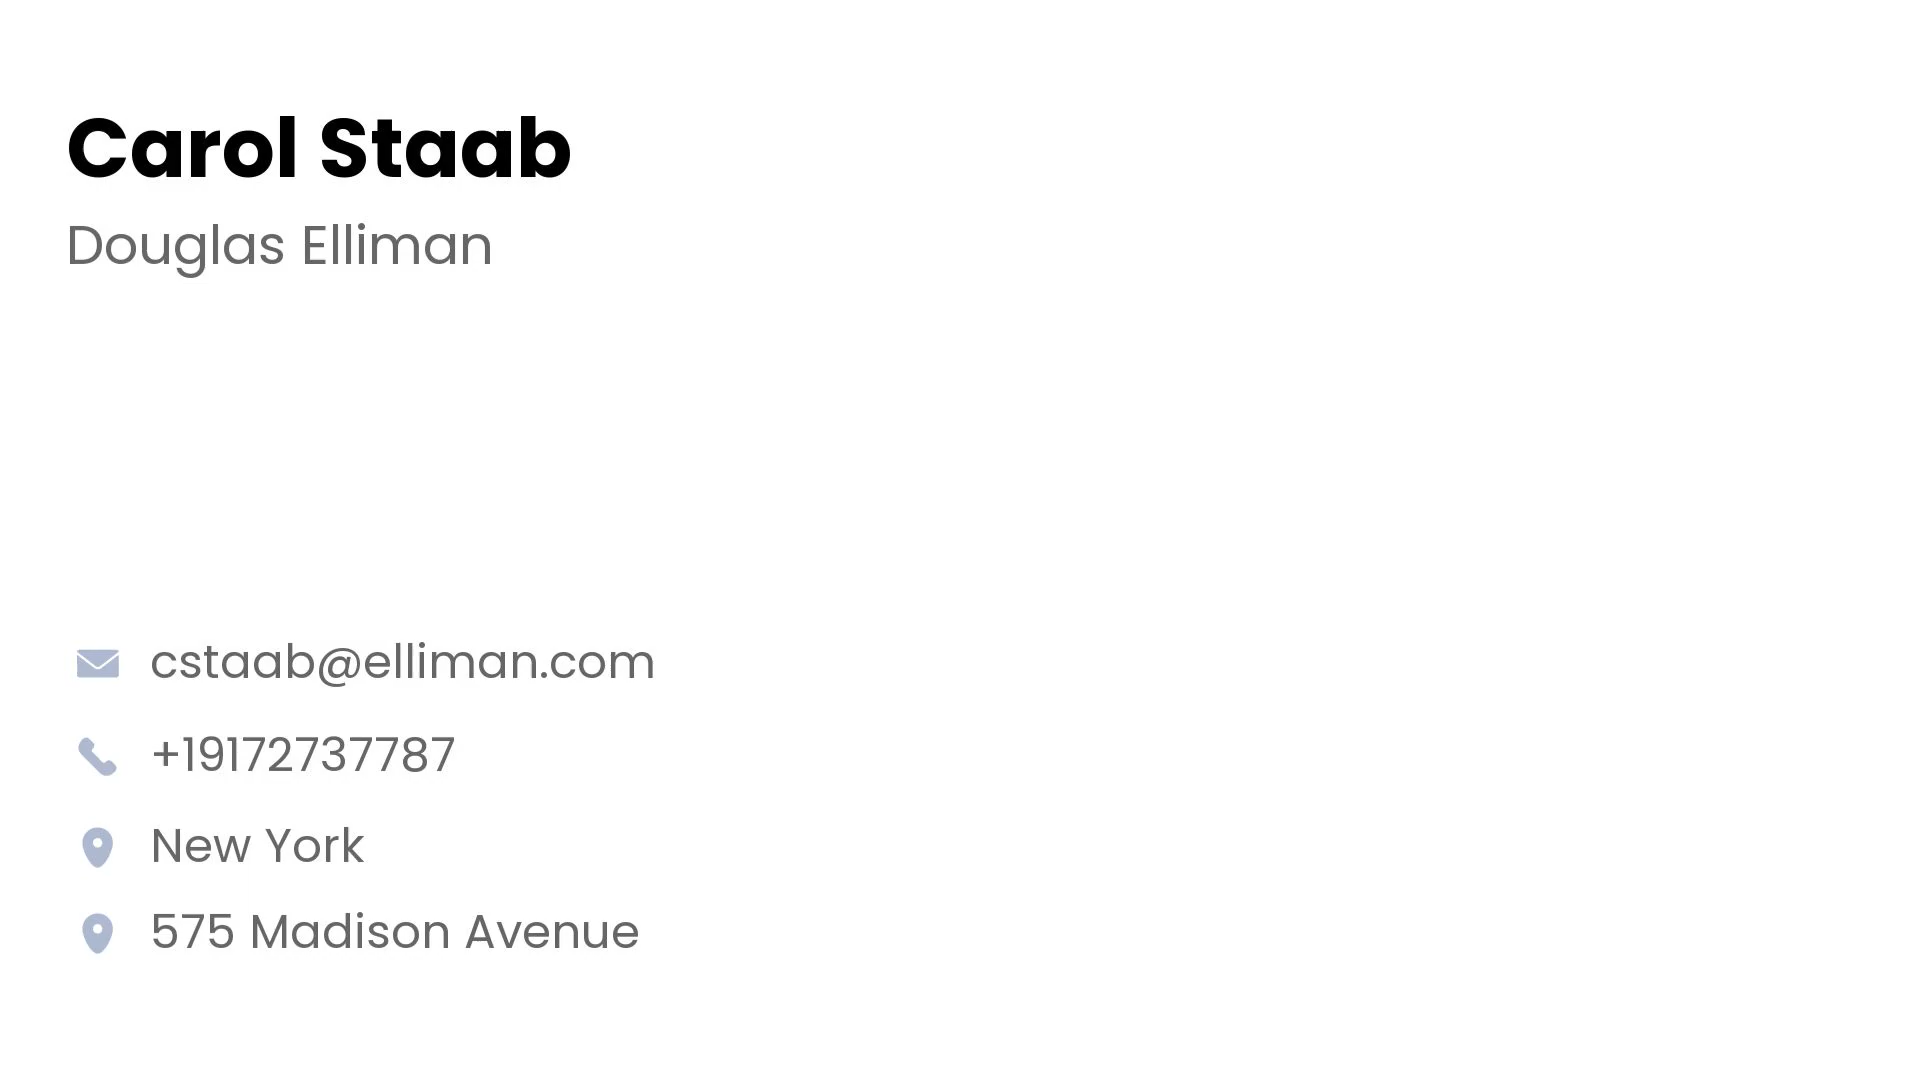 Carol Staab
Douglas Elliman
cstaab@elliman.com
+19172737787
New York
575 Madison Avenue